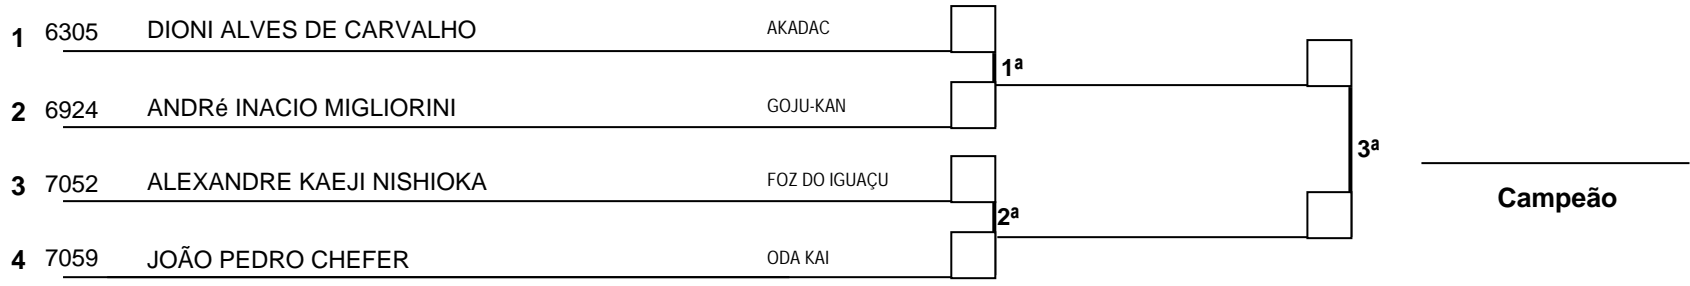 1 6305 DIONI ALVES DE CARVALHO AKADAC
1ª
2 6924 ANDRé INACIO MIGLIORINI GOJU-KAN
3ª
3 7052 ALEXANDRE KAEJI NISHIOKA FOZ DO IGUAÇU
Campeão
2ª
4 7059 JOÃO PEDRO CHEFER ODA KAI